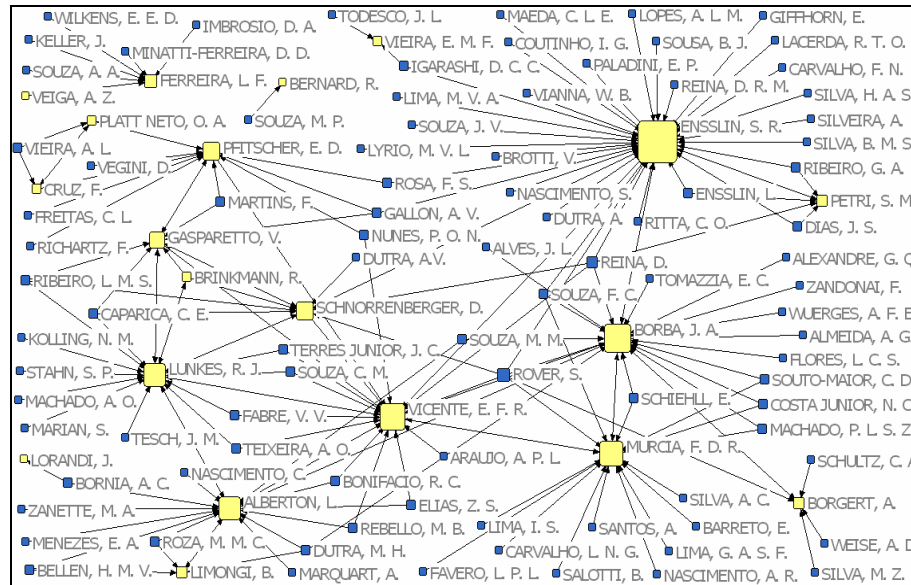 WILKENS, E. E. D.
IMBROSIO, D. A.
TODESCO, J. L.
MAEDA, C. L. E.
LOPES, A. L. M.
GIFFHORN, E.
KELLER, J.
MINATTI-FERREIRA, D. D.
VIEIRA, E. M. F.
COUTINHO, I. G.
SOUSA, B. J.
LACERDA, R. T. O.
SOUZA, A. A.
FERREIRA, L. F.
BERNARD, R.
IGARASHI, D. C. C.
PALADINI, E. P.
CARVALHO, F. N.
VEIGA, A. Z.
LIMA, M. V. A.
VIANNA, W. B.
REINA, D. R. M.
SILVA, H. A. S
PLATT NETO, O. A.
SOUZA, M. P.
SOUZA, J. V.
ENSSLIN, S. R.
SILVEIRA, A.
VIEIRA, A. L.
PFITSCHER, E. D.
LYRIO, M. V. L.
BROTTI, V.
SILVA, B. M. S
VEGINI, D.
RIBEIRO, G. A.
CRUZ, F.
ROSA, F. S.
NASCIMENTO, S.
ENSSLIN, L.
PETRI, S. M
MARTINS, F.
FREITAS, C. L.
GALLON, A. V.
DUTRA, A.
RITTA, C. O.
DIAS, J. S.
RICHARTZ, F.
GASPARETTO, V.
NUNES, P. O. N.
ALVES, J. L.
DUTRA, A.V.
REINA, D.
ALEXANDRE, G. Q
RIBEIRO, L. M. S.
BRINKMANN, R.
TOMAZZIA, E. C.
ZANDONAI, F.
CAPARICA, C. E.
SCHNORRENBERGER, D.
SOUZA, F. C.
WUERGES, A. F. E
KOLLING, N. M.
TERRES JUNIOR, J. C.
SOUZA, M. M.
BORBA, J. A.
ALMEIDA, A. G
STAHN, S. P.
LUNKES, R. J.
SOUZA, C. M.
ROVER, S.
FLORES, L. C. S.
SOUTO-MAIOR, C. D
MACHADO, A. O.
FABRE, V. V.
VICENTE, E. F. R.
SCHIEHLL, E.
COSTA JUNIOR, N. C
MARIAN, S.
TESCH, J. M.
TEIXEIRA, A. O.
MURCIA, F. D. R.
MACHADO, P. L. S. Z
LORANDI, J.
ARAUJO, A. P. L.
NASCIMENTO, C.
SCHULTZ, C. A
BORNIA, A. C.
BONIFACIO, R. C.
ZANETTE, M. A.
ALBERTON, L.
ELIAS, Z. S.
SILVA, A. C.
BORGERT, A.
REBELLO, M. B.
LIMA, I. S.
SANTOS, A.
BARRETO, E.
MENEZES, E. A.
ROZA, M. M. C.
DUTRA, M. H.
CARVALHO, L. N. G.
LIMA, G. A. S. F.
WEISE, A. D
BELLEN, H. M. V.
LIMONGI, B.
MARQUART, A.
FAVERO, L. P. L.
SALOTTI, B.
NASCIMENTO, A. R.
SILVA, M. Z.